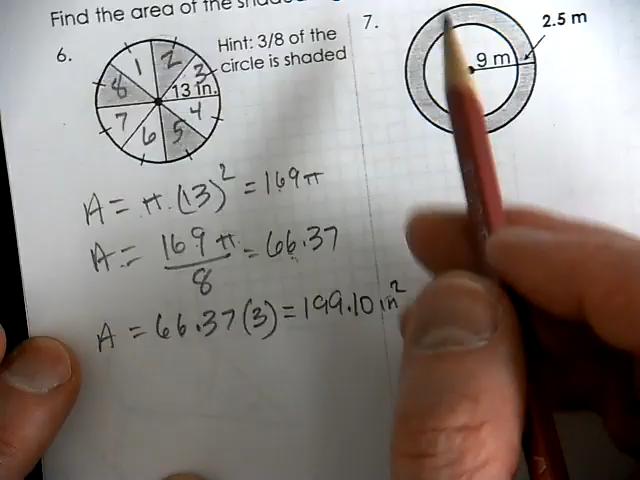 Find the area of the
6.
Hint: 3/8 of the
circle is shaded
1 2 3 4 5 6 7 8
13 in.
A = π · (13)² = 169π
A = 169π / 8 = 66.37
A = 66.37(3) = 199.10 in²
7.
2.5 m
9 m